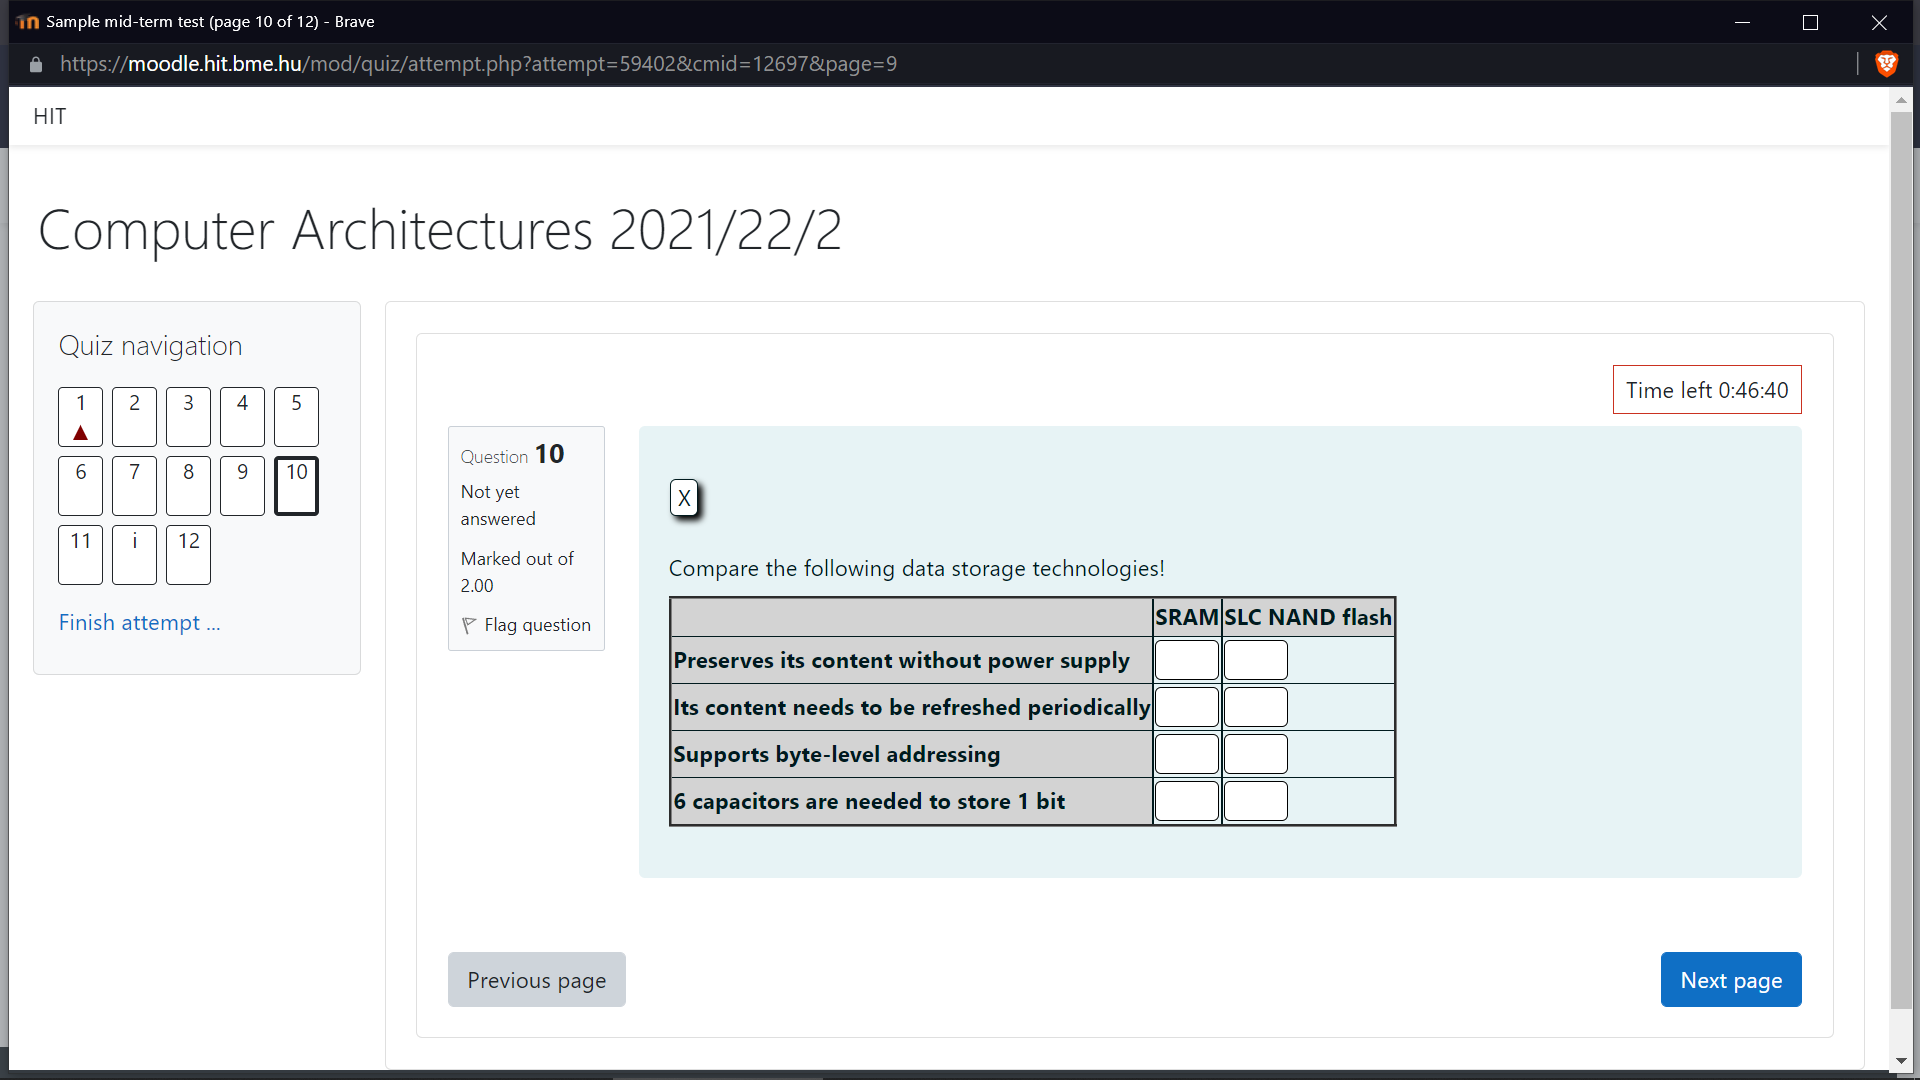 Sample mid-term test (page 10 of 12) - Brave
https://moodle.hit.bme.hu/mod/quiz/attempt.php?attempt=59402&cmid=12697&page=9
HIT
Computer Architectures 2021/22/2
Quiz navigation
1 2 3 4 5
6 7 8 9 10
11 i 12
Finish attempt ...
Time left 0:46:40
Question 10
Not yet
answered
Marked out of
2.00
Flag question
X
Compare the following data storage technologies!
SRAM SLC NAND flash
Preserves its content without power supply
Its content needs to be refreshed periodically
Supports byte-level addressing
6 capacitors are needed to store 1 bit
Previous page
Next page